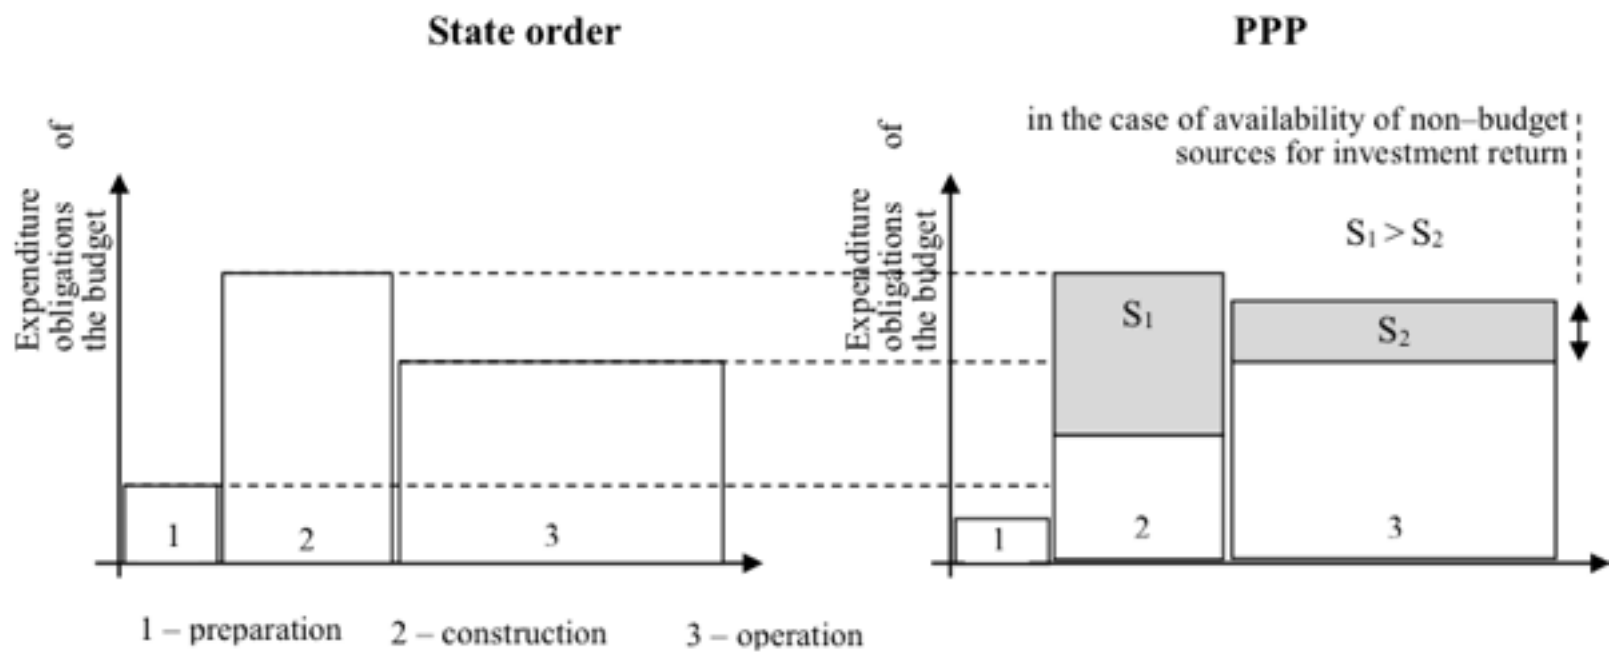 State order
PPP
of
Expenditure
obligations
the budget
1
2
3
of
Expenditure
obligations
the budget
in the case of availability of non–budget
sources for investment return
S₁ > S₂
S₁
S₂
1
2
3
1 – preparation
2 – construction
3 – operation